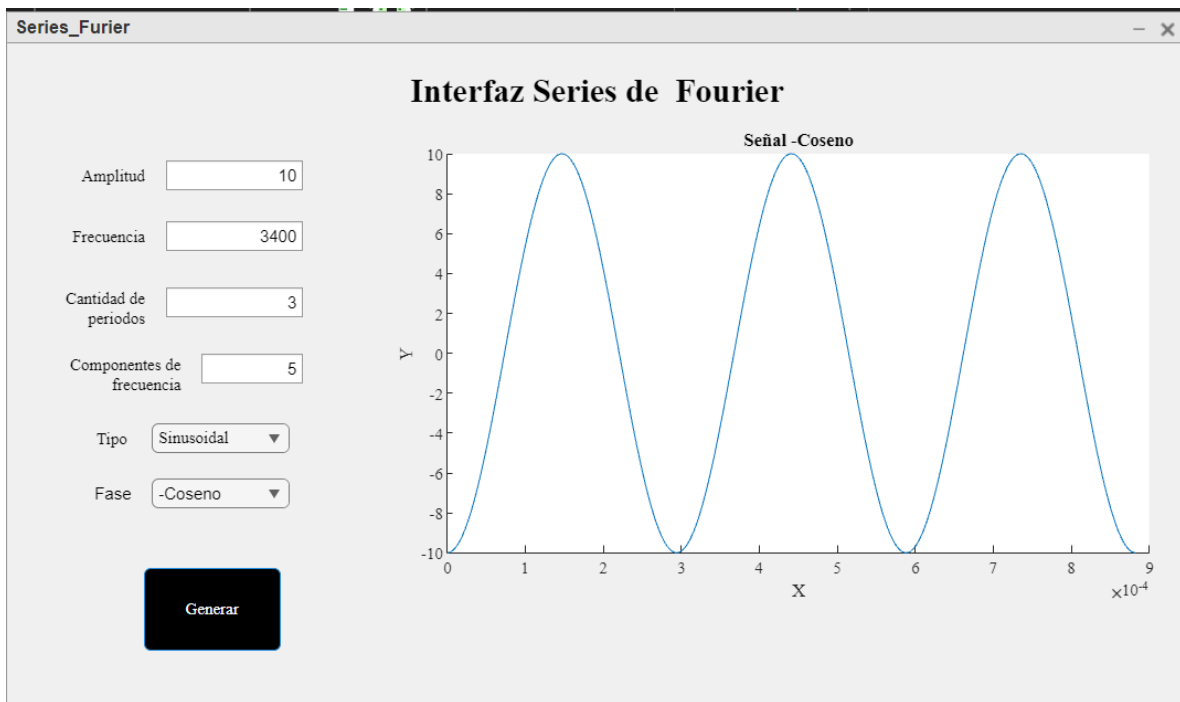 Series_Furier
Interfaz Series de Fourier
Amplitud 10
Frecuencia 3400
Cantidad de
periodos 3
Componentes de
frecuencia 5
Tipo Sinusoidal
Fase -Coseno
Generar
Señal -Coseno
10
8
6
4
2
0
-2
-4
-6
-8
-10
Y
0 1 2 3 4 5 6 7 8 9
X
×10⁻⁴